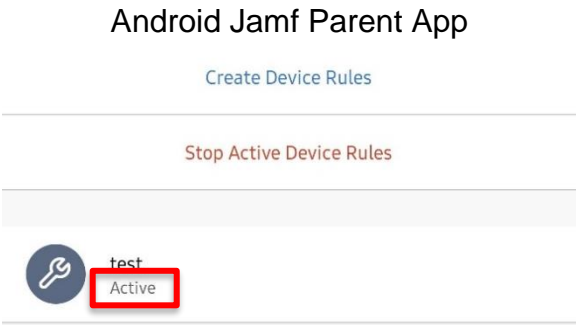 Android Jamf Parent App
Create Device Rules
Stop Active Device Rules
test
Active